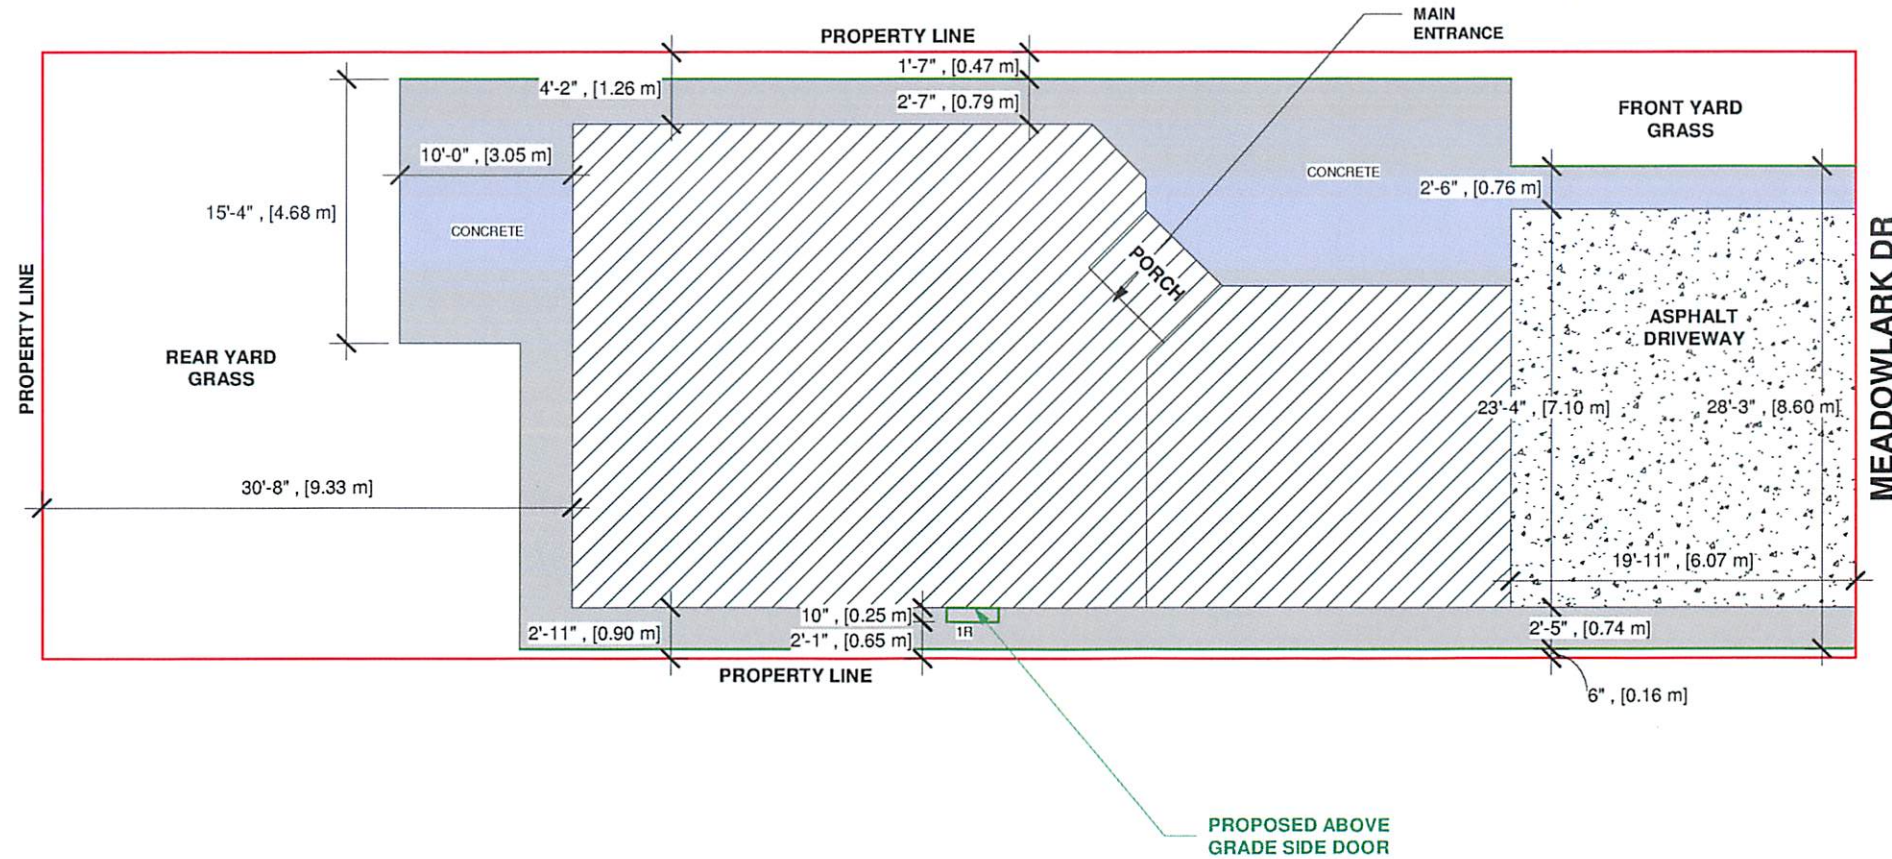 MAIN
ENTRANCE
PROPERTY LINE
1'-7" , [0.47 m]
4'-2" , [1.26 m]
2'-7" , [0.79 m]
FRONT YARD
GRASS
10'-0" , [3.05 m]
CONCRETE
2'-6" , [0.76 m]
15'-4" , [4.68 m]
CONCRETE
PORCH
ASPHALT
DRIVEWAY
MEADOWLARK DR
PROPERTY LINE
REAR YARD
GRASS
23'-4" , [7.10 m]
28'-3" , [8.60 m]
30'-8" , [9.33 m]
19'-11" , [6.07 m]
10" , [0.25 m]
1R
2'-11" , [0.90 m]
2'-1" , [0.65 m]
2'-5" , [0.74 m]
PROPERTY LINE
6" , [0.16 m]
PROPOSED ABOVE
GRADE SIDE DOOR